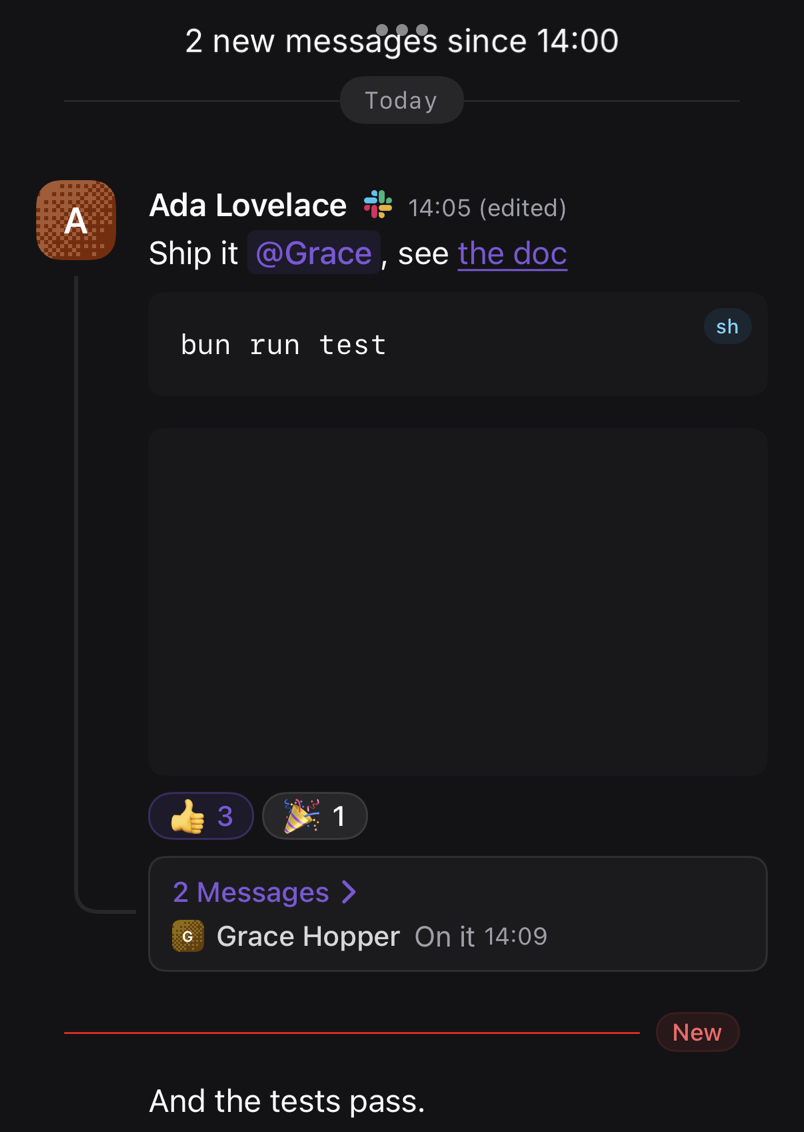 2 new messages since 14:00
Today
A
Ada Lovelace 14:05 (edited)
Ship it @Grace, see the doc
sh
bun run test
👍 3 🎉 1
2 Messages
G Grace Hopper On it 14:09
New
And the tests pass.